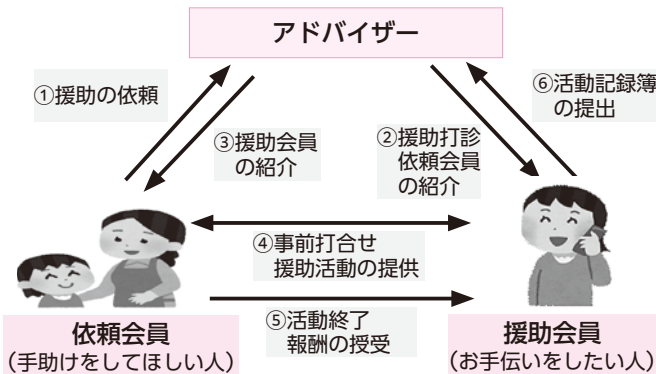 アドバイザー
①援助の依頼
⑥活動記録簿
の提出
③援助会員
の紹介
②援助打診
依頼会員
の紹介
④事前打合せ
援助活動の提供
⑤活動終了
報酬の授受
依頼会員
(手助けをしてほしい人)
援助会員
(お手伝いをしたい人)